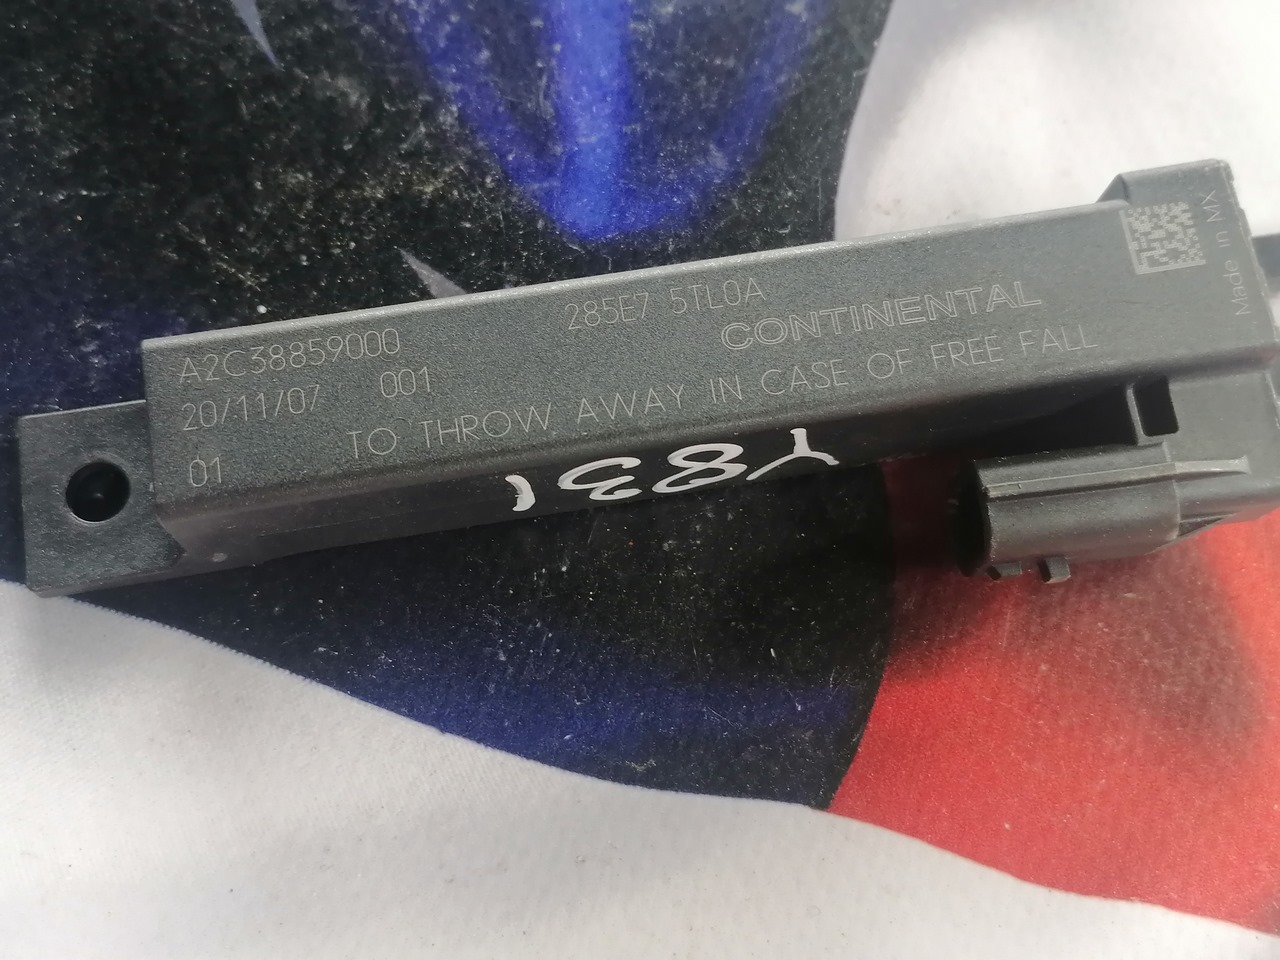 A2C38859000
285E7 5TL0A
20/11/07 001
CONTINENTAL
01
TO THROW AWAY IN CASE OF FREE FALL
Made in MX
Y831